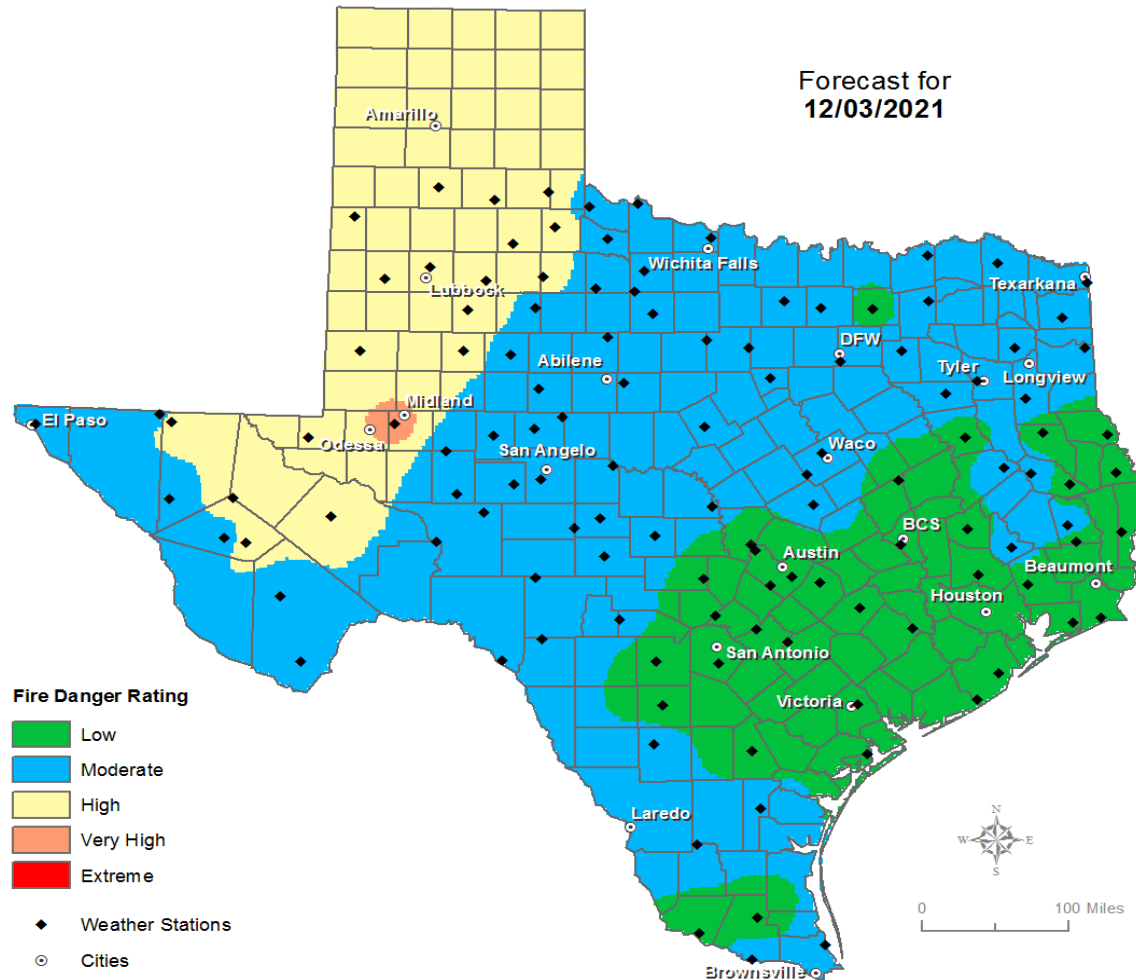 Forecast for
12/03/2021
Amarillo
Lubbock
Wichita Falls
Texarkana
DFW
Abilene
Tyler
Longview
Midland
El Paso
Odessa
San Angelo
Waco
BCS
Austin
Beaumont
Houston
San Antonio
Victoria
Laredo
Brownsville
Fire Danger Rating
Low
Moderate
High
Very High
Extreme
Weather Stations
Cities
N
W E
S
0 100 Miles